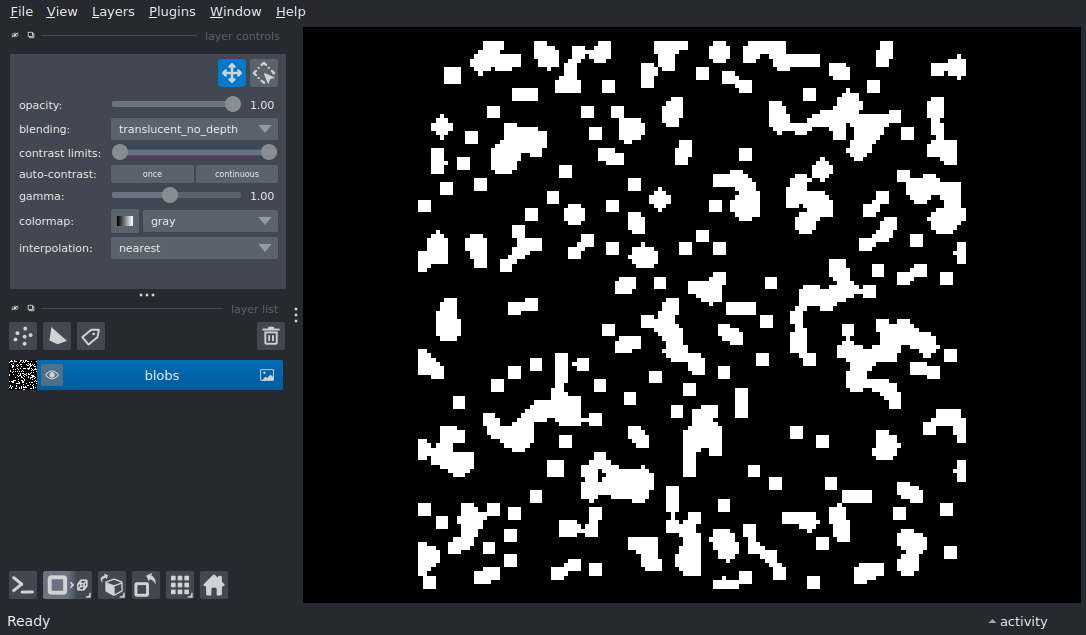 File View Layers Plugins Window Help
layer controls
opacity: 1.00
blending: translucent_no_depth
contrast limits:
auto-contrast: once continuous
gamma: 1.00
colormap: gray
interpolation: nearest
layer list
blobs
Ready
activity